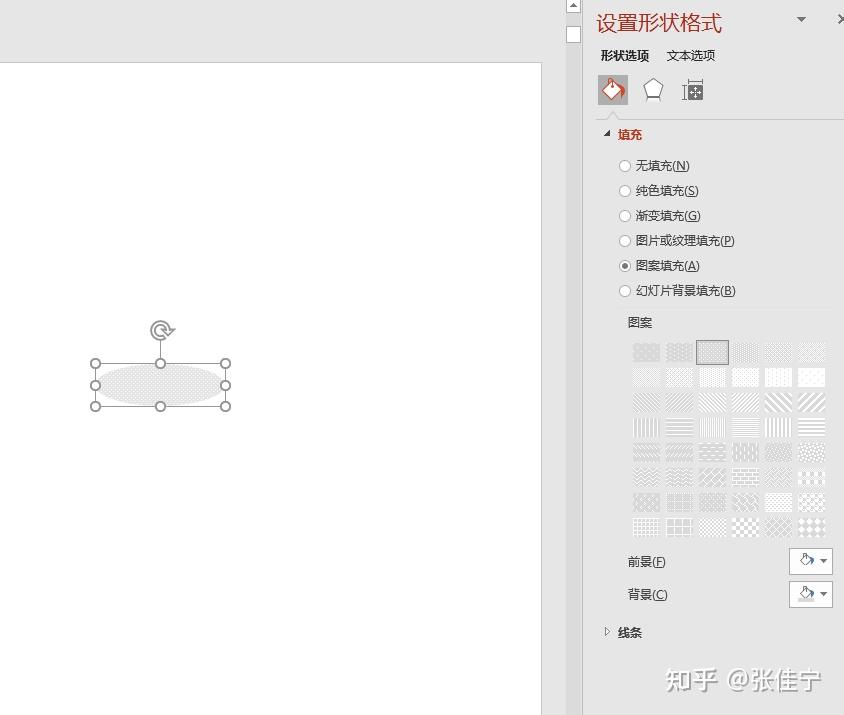 设置形状格式
形状选项 文本选项
填充
无填充(N)
纯色填充(S)
渐变填充(G)
图片或纹理填充(P)
图案填充(A)
幻灯片背景填充(B)
图案
前景(F)
背景(C)
线条
知乎 @张佳宁